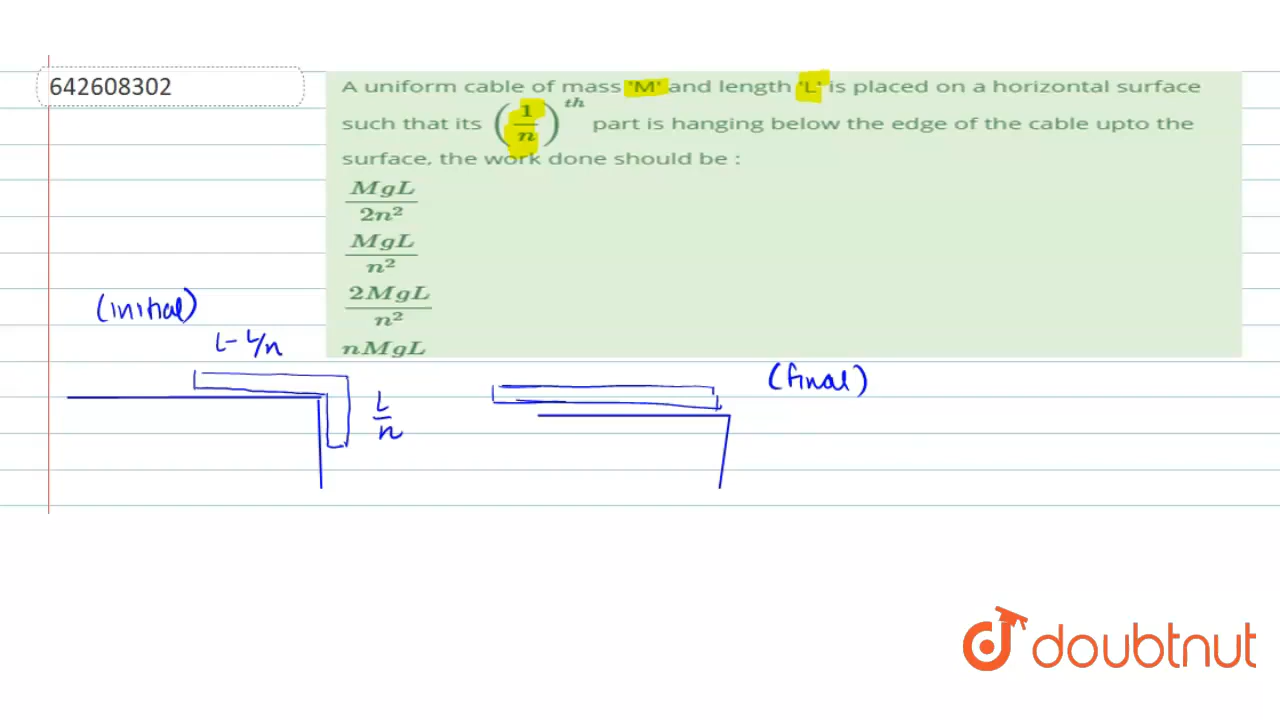 642608302
A uniform cable of mass 'M' and length 'L' is placed on a horizontal surface
such that its (1/n)^th part is hanging below the edge of the cable upto the
surface, the work done should be :
MgL/2n²
MgL/n²
2MgL/n²
nMgL
(initial)
L-L/n
L/n
(final)
doubtnut